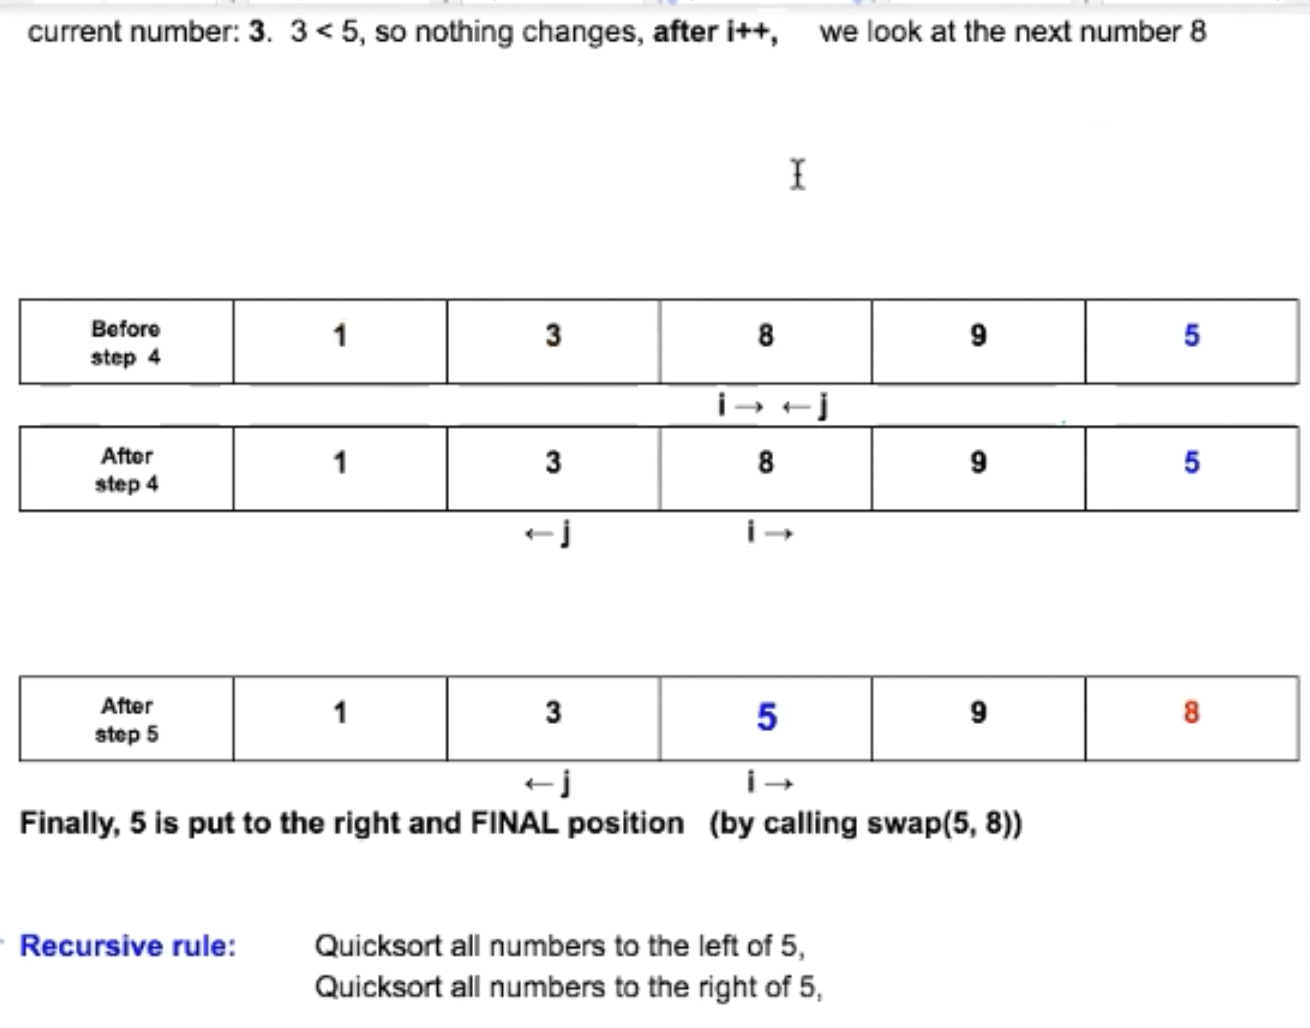 current number: 3. 3 < 5, so nothing changes, after i++, we look at the next number 8
Before step 4 1 3 8 9 5
i → ← j
After step 4 1 3 8 9 5
← j i →
After step 5 1 3 5 9 8
← j i →
Finally, 5 is put to the right and FINAL position (by calling swap(5, 8))
Recursive rule: Quicksort all numbers to the left of 5,
Quicksort all numbers to the right of 5,